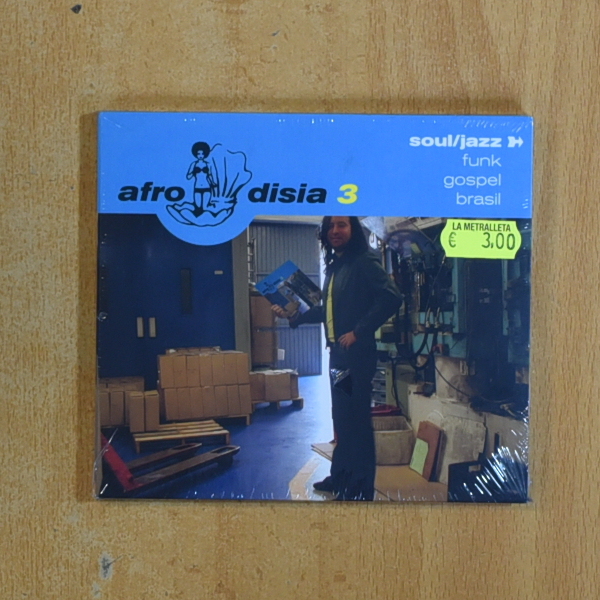 afro disia 3
soul/jazz
funk
gospel
brasil
LA METRALLETA
€ 3,00